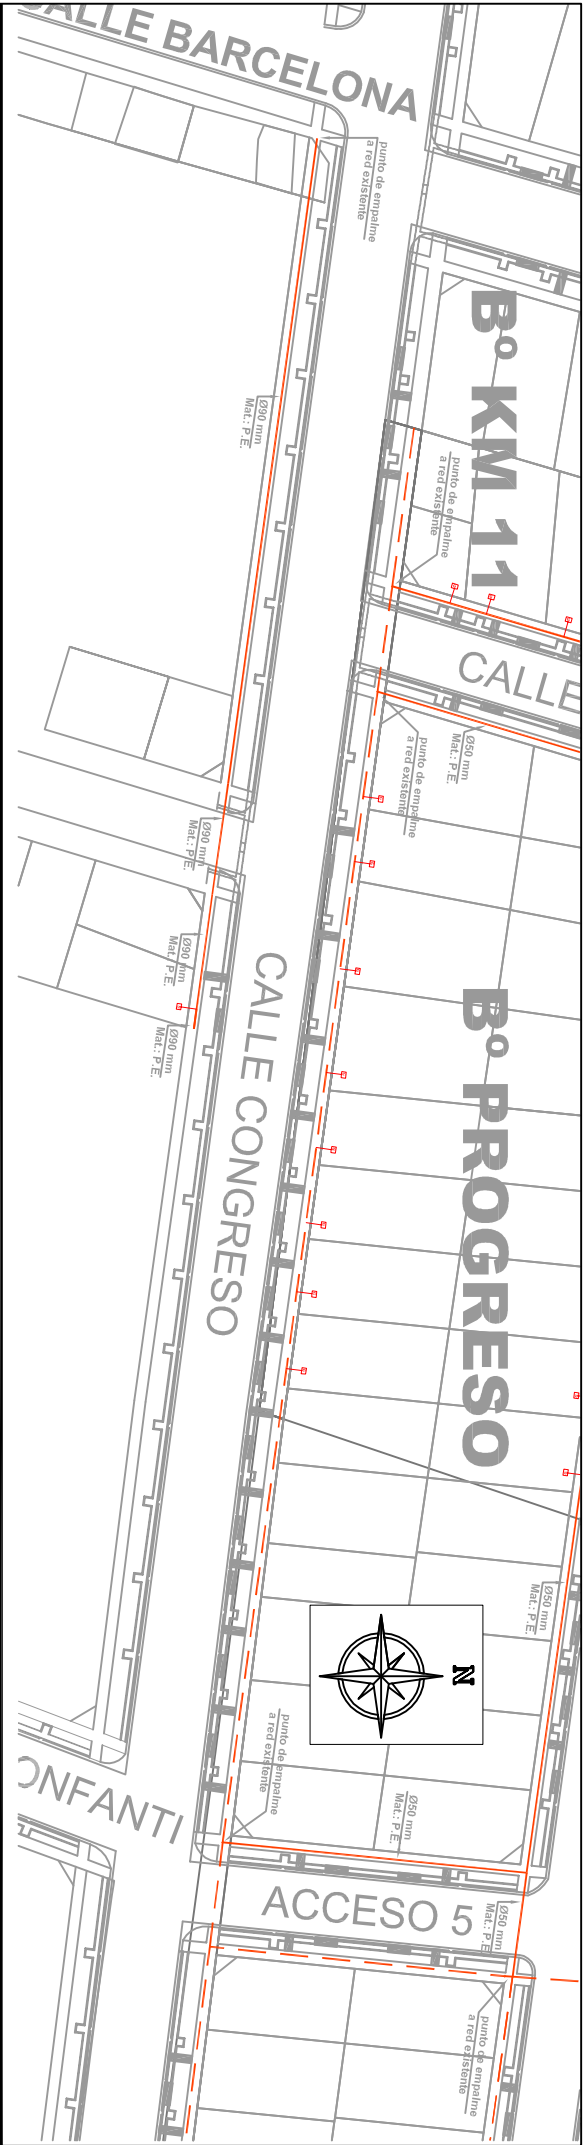 CALLE BARCELONA
punto de empalme
a red existente
Bº KM 11
Ø90 mm
Mat.: P.E.
punto de empalme
a red existente
CALLE
Ø50 mm
Mat.: P.E.
punto de empalme
a red existente
Ø90 mm
Mat.: P.E.
Ø90 mm
Mat.: P.E.
Ø90 mm
Mat.: P.E.
CALLE CONGRESO
Bº PROGRESO
Ø50 mm
Mat.: P.E.
N
punto de empalme
a red existente
Ø50 mm
Mat.: P.E.
ONFANTI
ACCESO 5
Ø50 mm
Mat.: P.E.
punto de empalme
a red existente